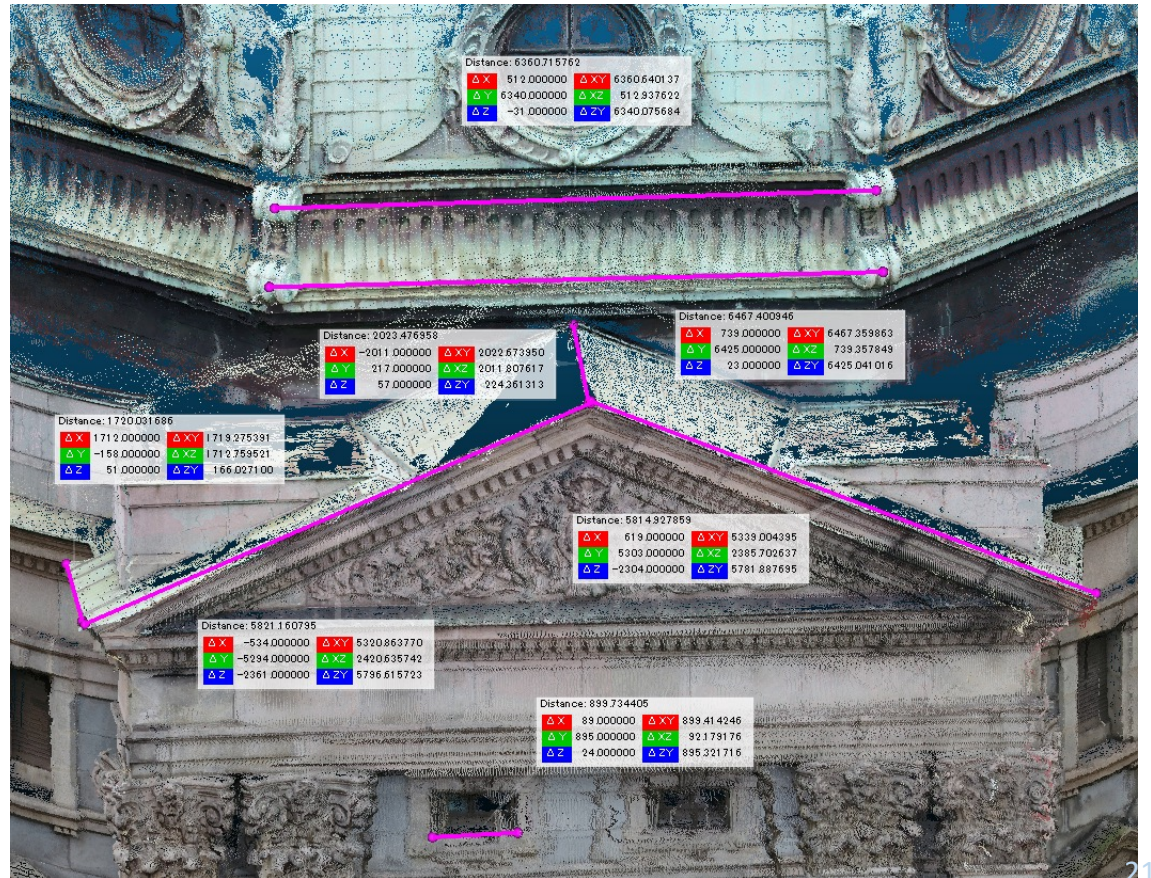 Distance: 6360.715762
Δ X 512.000000 Δ XY 6360.640137
Δ Y 6340.000000 Δ XZ 512.937622
Δ Z -31.000000 Δ ZY 6340.075684
Distance: 6467.400946
Δ X 739.000000 Δ XY 6467.359863
Δ Y 6425.000000 Δ XZ 739.357849
Δ Z 23.000000 Δ ZY 6425.041016
Distance: 2023.476958
Δ X -2011.000000 Δ XY 2022.673950
Δ Y 217.000000 Δ XZ 2011.807617
Δ Z 57.000000 Δ ZY 224.361313
Distance: 1720.031686
Δ X 1712.000000 Δ XY 1719.275391
Δ Y -158.000000 Δ XZ 1712.759521
Δ Z 51.000000 Δ ZY 166.027100
Distance: 5814.927859
Δ X 619.000000 Δ XY 5339.004395
Δ Y 5303.000000 Δ XZ 2385.702637
Δ Z -2304.000000 Δ ZY 5781.887695
Distance: 5821.160795
Δ X -534.000000 Δ XY 5320.863770
Δ Y -5294.000000 Δ XZ 2420.635742
Δ Z -2361.000000 Δ ZY 5796.615723
Distance: 899.734405
Δ X 89.000000 Δ XY 899.414246
Δ Y 895.000000 Δ XZ 92.179176
Δ Z 24.000000 Δ ZY 895.321716
21